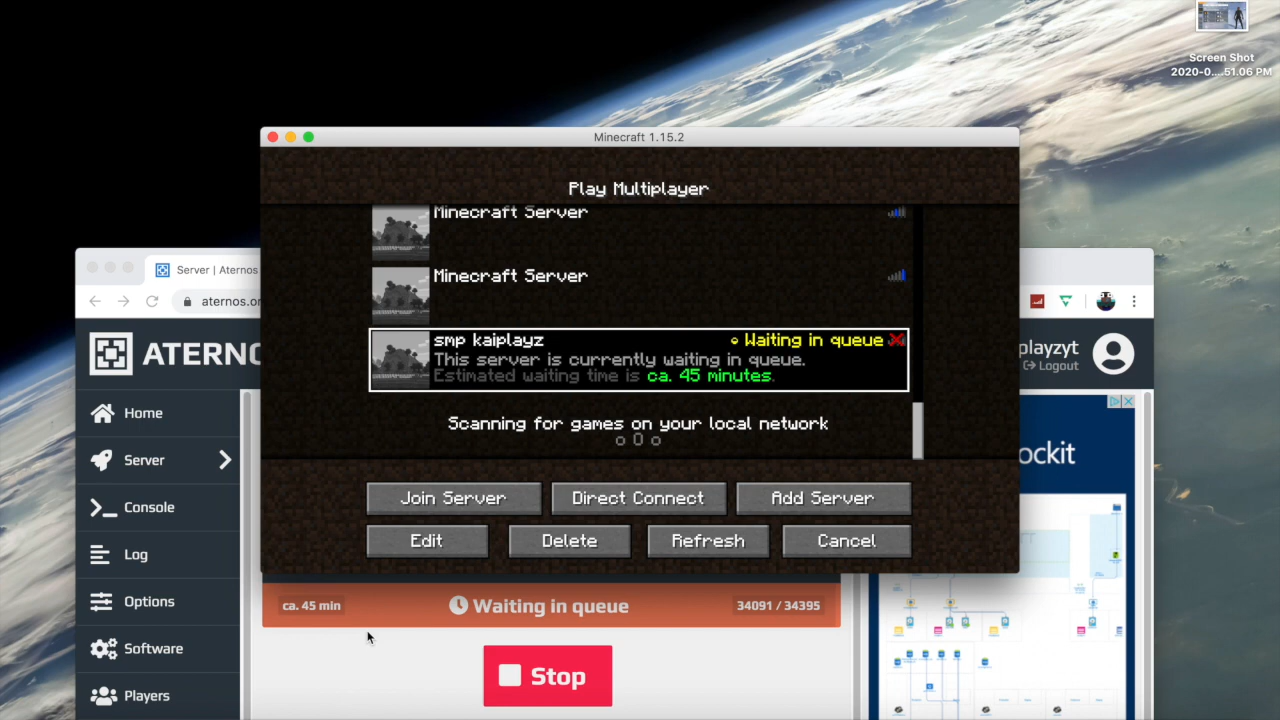 Screen Shot
2020-0....51.06 PM
Minecraft 1.15.2
Play Multiplayer
Minecraft Server
Minecraft Server
smp kaiplayz
Waiting in queue
This server is currently waiting in queue.
Estimated waiting time is ca. 45 minutes.
Scanning for games on your local network
o O o
Join Server
Direct Connect
Add Server
Edit
Delete
Refresh
Cancel
Server | Aternos
aternos.or
ATERNO
playzyt
Logout
Home
Server
Console
Log
Options
Software
Players
ca. 45 min
Waiting in queue
34091 / 34395
Stop
ockit